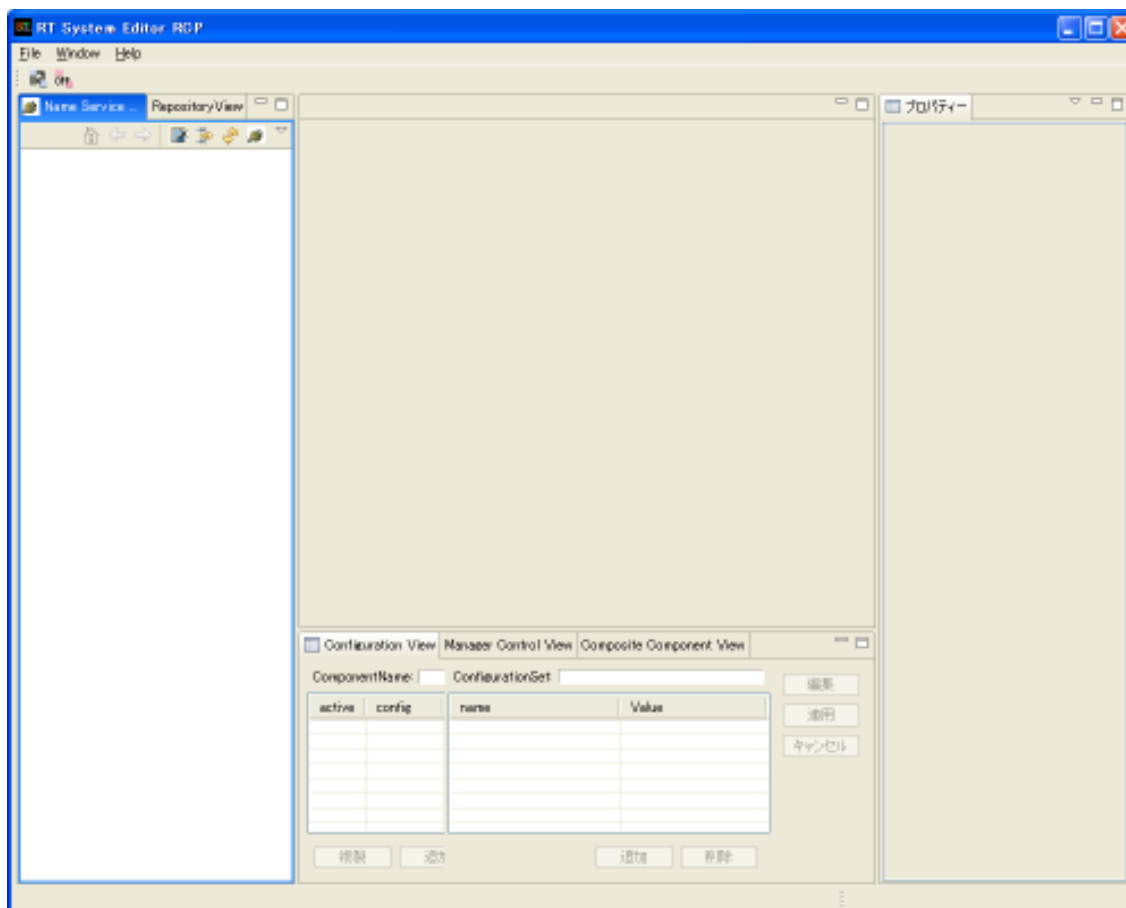 RT System Editor RCP
File Window Help
Name Service ... RepositoryView
プロパティー
Configuration View Manager Control View Composite Component View
ComponentName: ConfigurationSet:
編集
active config name Value
適用
キャンセル
複製 追加 追加 削除